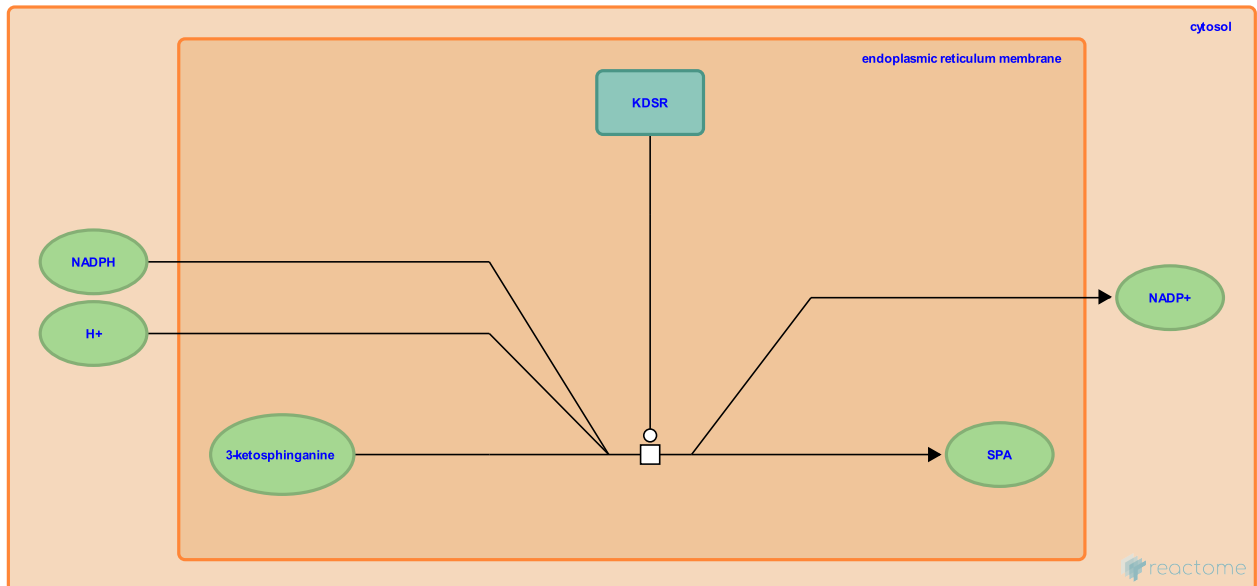 cytosol
endoplasmic reticulum membrane
KDSR
NADPH
H+
NADP+
3-ketosphinganine
SPA
reactome